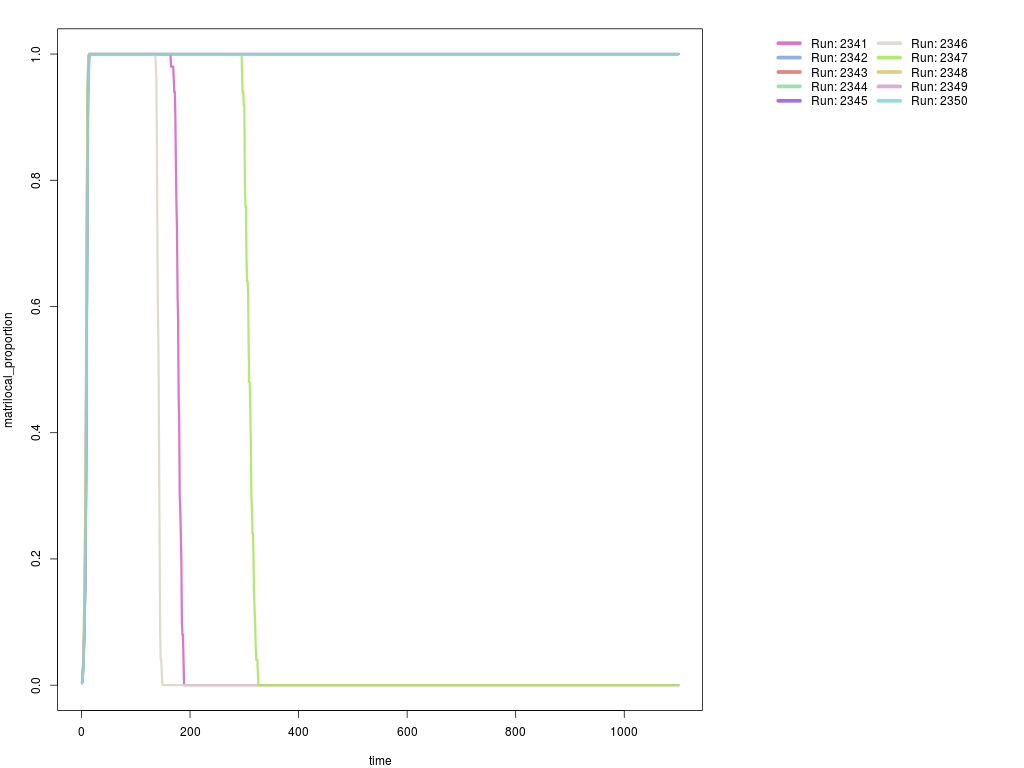 1.0
0.8
0.6
0.4
0.2
0.0
matrilocal_proportion
0
200
400
600
800
1000
time
Run: 2341
Run: 2342
Run: 2343
Run: 2344
Run: 2345
Run: 2346
Run: 2347
Run: 2348
Run: 2349
Run: 2350